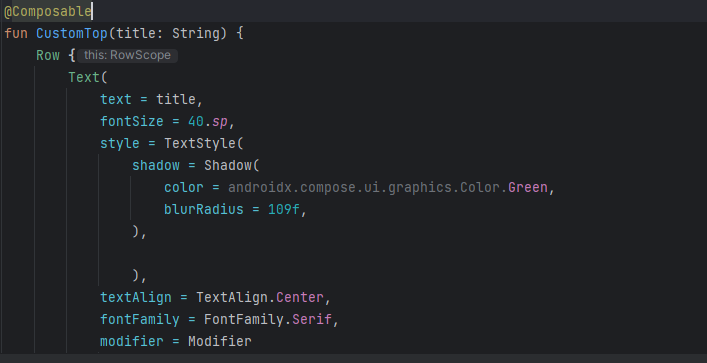 @Composable
fun CustomTop(title: String) {
Row { this: RowScope
Text(
text = title,
fontSize = 40.sp,
style = TextStyle(
shadow = Shadow(
color = androidx.compose.ui.graphics.Color.Green,
blurRadius = 109f,
),
),
textAlign = TextAlign.Center,
fontFamily = FontFamily.Serif,
modifier = Modifier